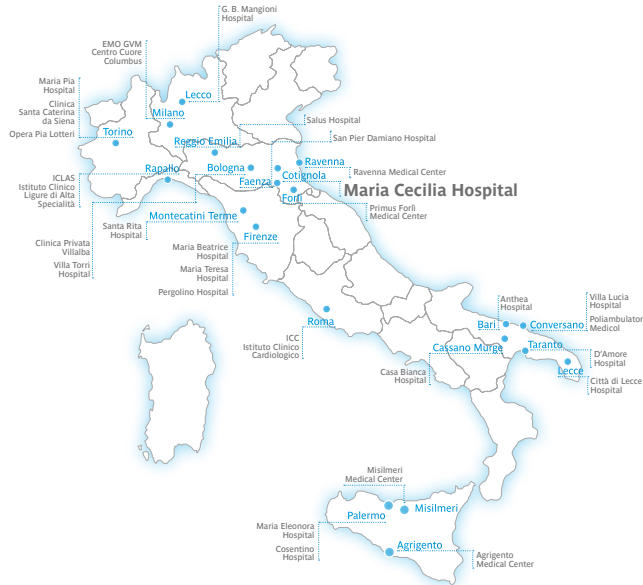 G. B. Mangioni
Hospital
EMO GVM
Centro Cuore
Columbus
Maria Pia
Hospital
Clinica
Santa Caterina
da Siena
Opera Pia Lotteri
Lecco
Milano
Torino
Salus Hospital
Reggio Emilia
San Pier Damiano Hospital
Rapallo
Bologna
Ravenna
Ravenna Medical Center
Cotignola
Faenza
Maria Cecilia Hospital
Forlì
Primus Forlì
Medical Center
ICLAS
Istituto Clinico
Ligure di Alta
Specialità
Santa Rita
Hospital
Montecatini Terme
Firenze
Clinica Privata
Villalba
Villa Torri
Hospital
Maria Beatrice
Hospital
Maria Teresa
Hospital
Pergolino Hospital
Roma
ICC
Istituto Clinico
Cardiologico
Anthea
Hospital
Villa Lucia
Hospital
Poliambulator
Medicol
Bari
Conversano
Cassano Murge
Taranto
D'Amore
Hospital
Lecce
Casa Bianca
Hospital
Città di Lecce
Hospital
Misilmeri
Medical Center
Palermo
Misilmeri
Maria Eleonora
Hospital
Cosentino
Hospital
Agrigento
Agrigento
Medical Center